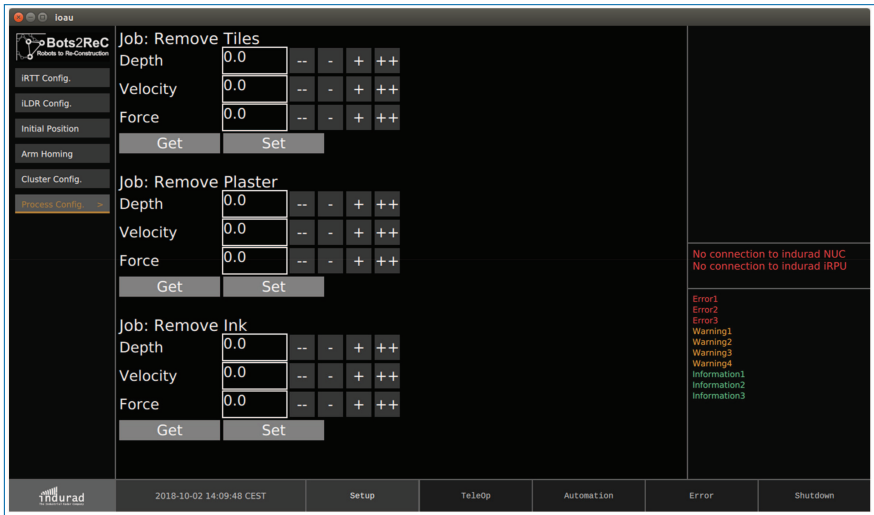 ioau
Bots2ReC
Robots to Re-Construction
iRTT Config.
iLDR Config.
Initial Position
Arm Homing
Cluster Config.
Process Config. >
Job: Remove Tiles
Depth 0.0 -- - + ++
Velocity 0.0 -- - + ++
Force 0.0 -- - + ++
Get Set
Job: Remove Plaster
Depth 0.0 -- - + ++
Velocity 0.0 -- - + ++
Force 0.0 -- - + ++
Get Set
Job: Remove Ink
Depth 0.0 -- - + ++
Velocity 0.0 -- - + ++
Force 0.0 -- - + ++
Get Set
No connection to indurad NUC
No connection to indurad iRPU
Error1
Error2
Error3
Warning1
Warning2
Warning3
Warning4
Information1
Information2
Information3
indurad
2018-10-02 14:09:48 CEST Setup TeleOp Automation Error Shutdown